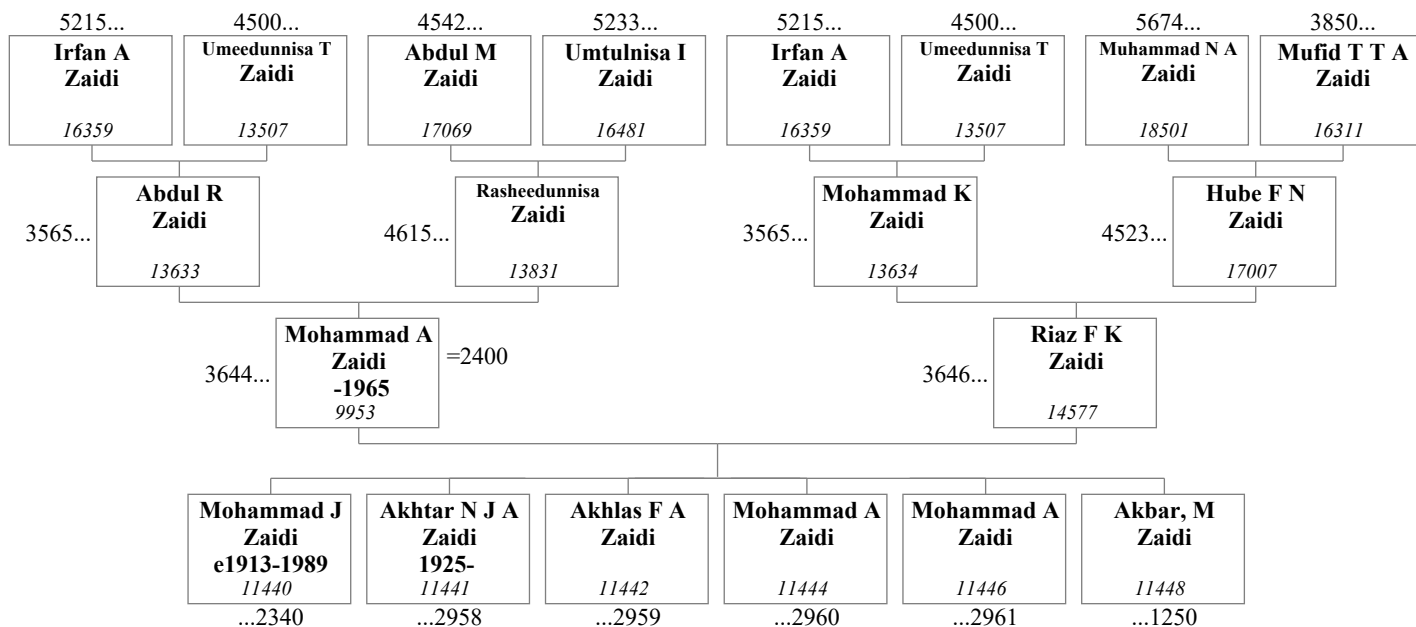 5215... 4500... 4542... 5233... 5215... 4500... 5674... 3850...
Irfan A Umeedunnisa T Abdul M Umtulnisa I Irfan A Umeedunnisa T Muhammad N A Mufid T T A
Zaidi Zaidi Zaidi Zaidi Zaidi Zaidi Zaidi Zaidi
16359 13507 17069 16481 16359 13507 18501 16311
Abdul R Rasheedunnisa Mohammad K Hube F N
Zaidi Zaidi Zaidi Zaidi
3565... 4615... 3565... 4523...
13633 13831 13634 17007
Mohammad A Riaz F K
Zaidi =2400 Zaidi
3644... -1965 3646...
9953 14577
Mohammad J Akhtar N J A Akhlas F A Mohammad A Mohammad A Akbar, M
Zaidi Zaidi Zaidi Zaidi Zaidi Zaidi
e1913-1989 1925-
11440 11441 11442 11444 11446 11448
...2340 ...2958 ...2959 ...2960 ...2961 ...1250